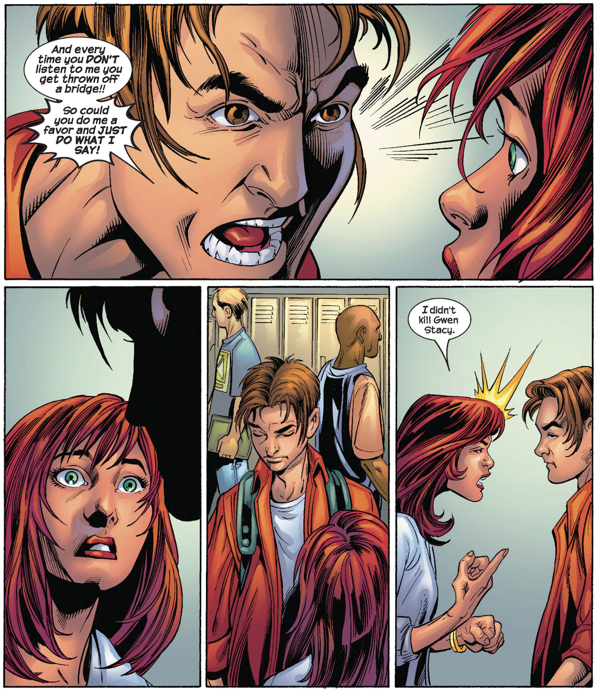 And every
time you DON'T
listen to me you
get thrown off
a bridge!!
So could
you do me a
favor and JUST
DO WHAT I
SAY!
I didn't
kill Gwen
Stacy.